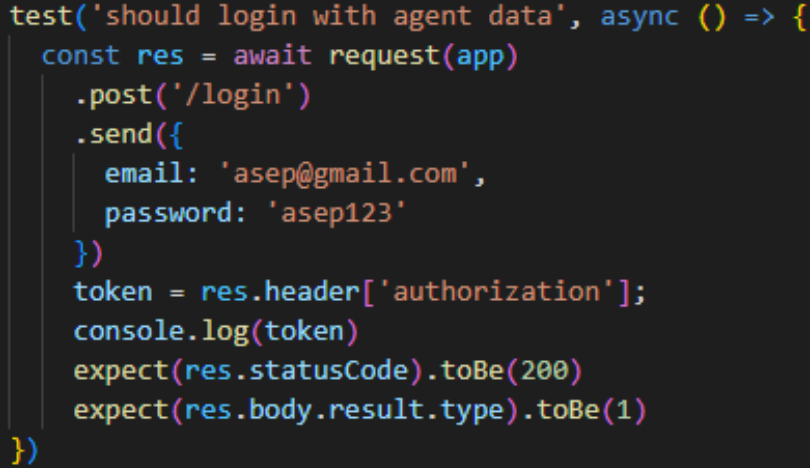 test('should login with agent data', async () => {
  const res = await request(app)
    .post('/login')
    .send({
      email: 'asep@gmail.com',
      password: 'asep123'
    })
    token = res.header['authorization'];
    console.log(token)
    expect(res.statusCode).toBe(200)
    expect(res.body.result.type).toBe(1)
})